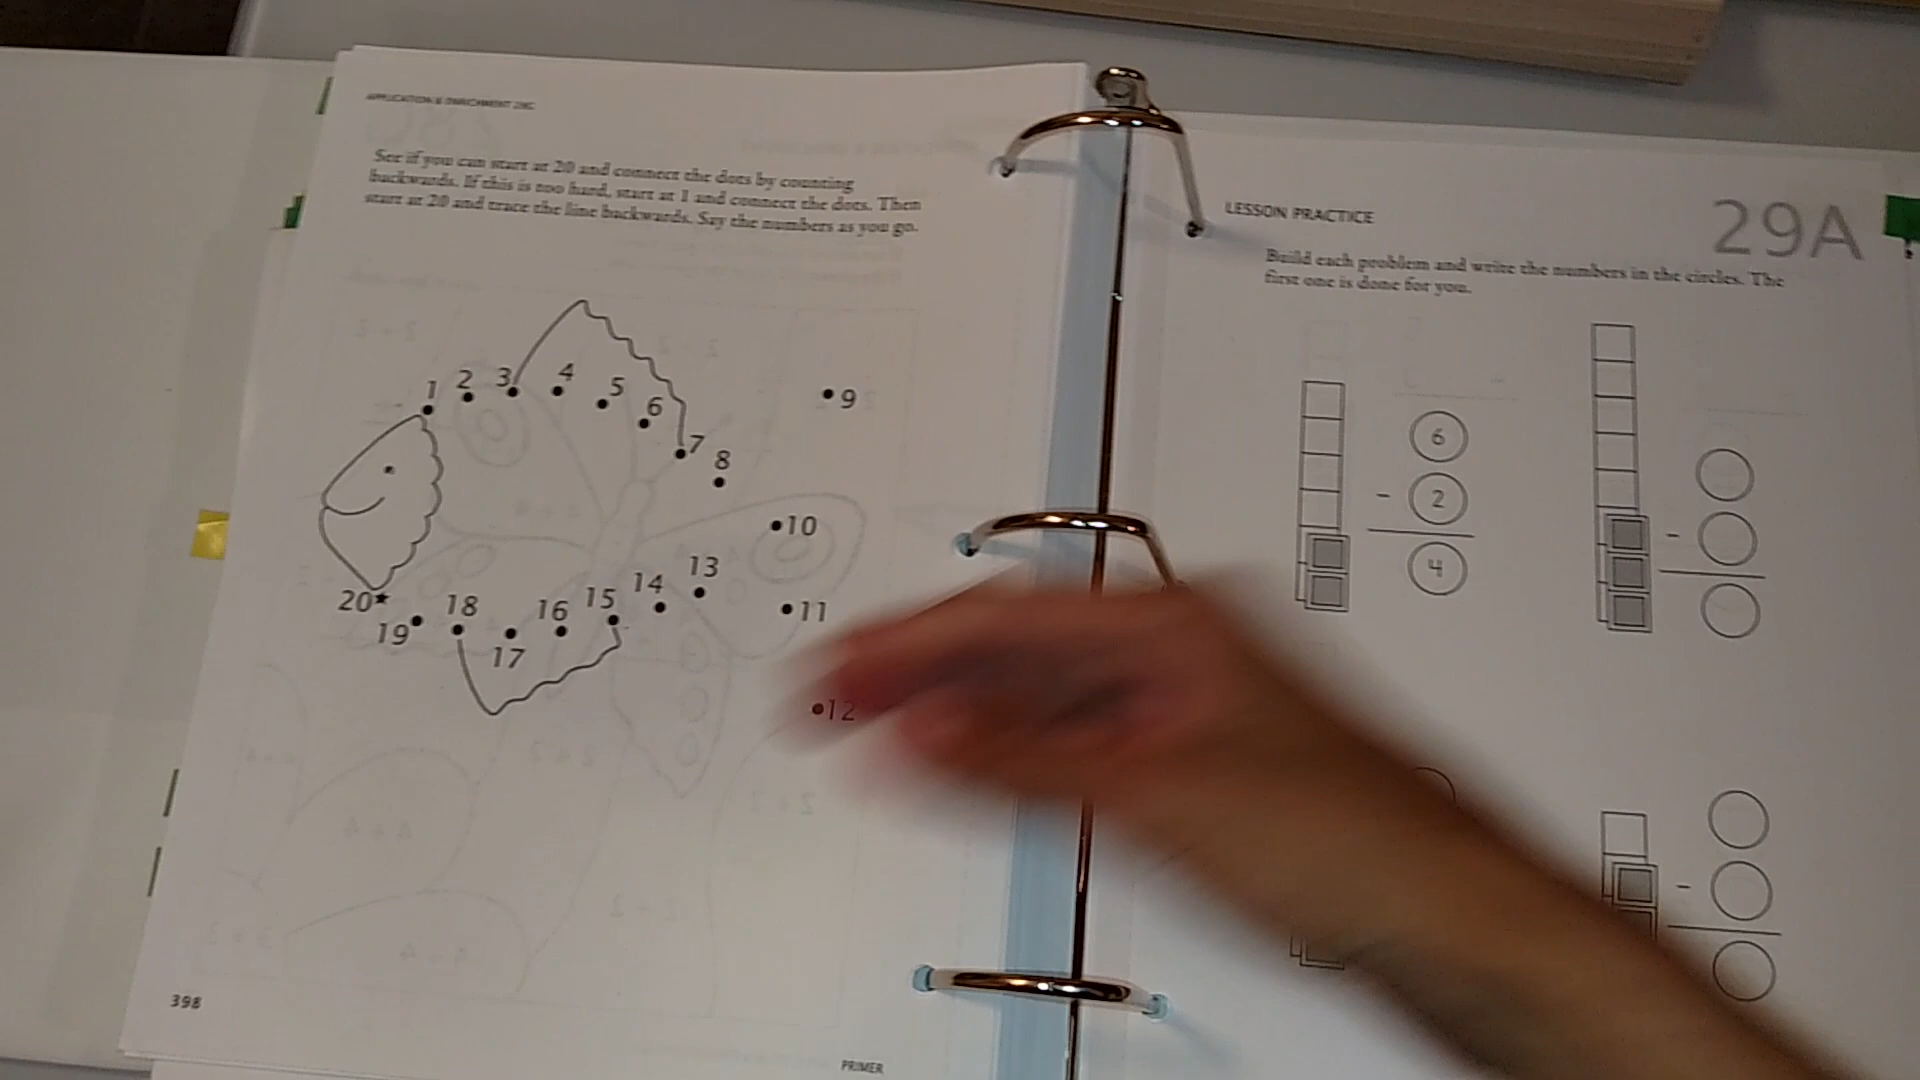 APPLICATION & ENRICHMENT 28G
See if you can start at 20 and connect the dots by counting
backwards. If this is too hard, start at 1 and connect the dots. Then
start at 20 and trace the line backwards. Say the numbers as you go.
1
2
3
4
5
6
7
8
9
10
11
12
13
14
15
16
17
18
19
20
398
PRIMER
LESSON PRACTICE
29A
Build each problem and write the numbers in the circles. The
first one is done for you.
6
- 2
4
-
-